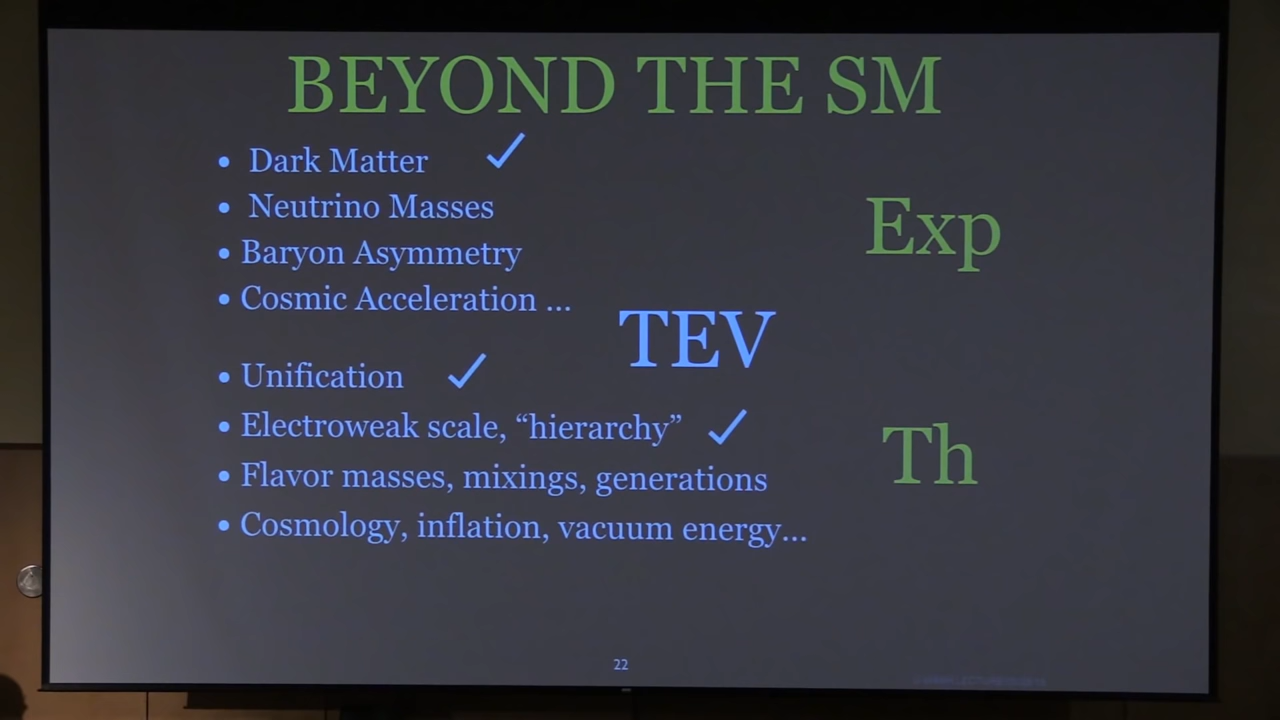 BEYOND THE SM
• Dark Matter ✓
• Neutrino Masses
• Baryon Asymmetry
• Cosmic Acceleration ...
Exp
TEV
• Unification ✓
• Electroweak scale, “hierarchy” ✓
• Flavor masses, mixings, generations
• Cosmology, inflation, vacuum energy...
Th
22